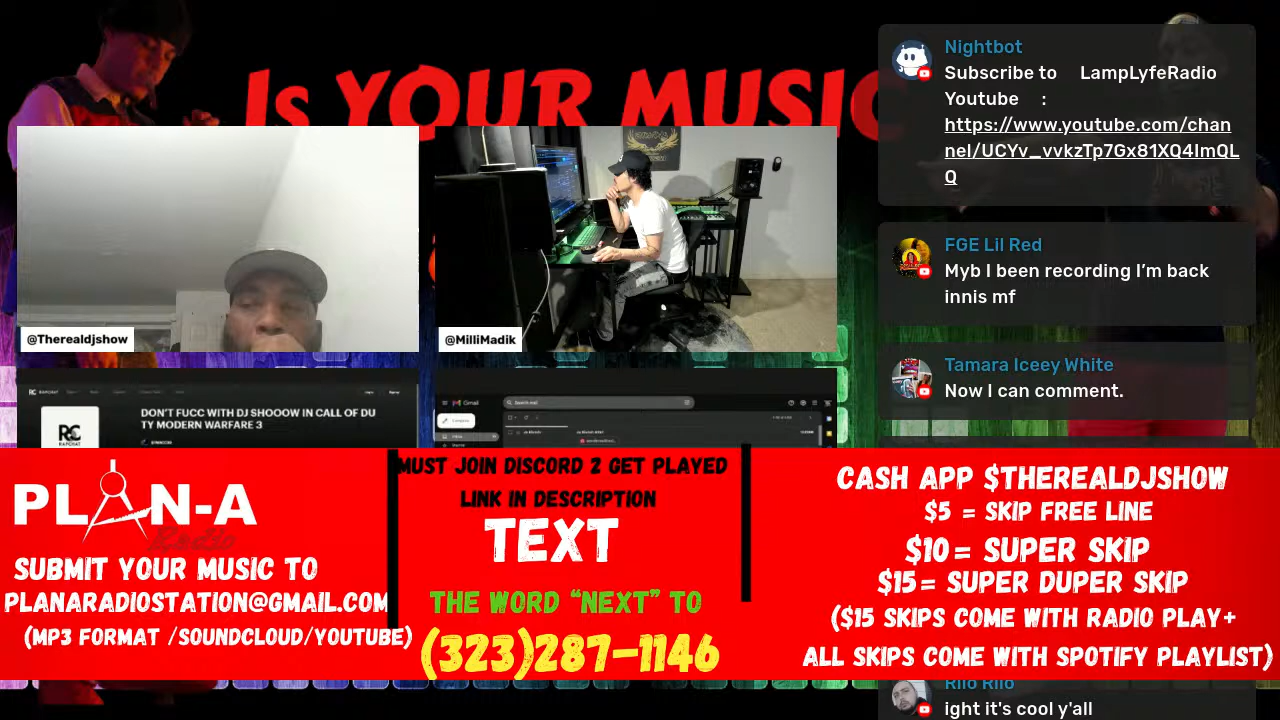 Is YOUR MUSIC
@Therealdjshow
@MilliMadik
RAPCHAT
RAPCHAT
DON'T FUCC WITH DJ SHOOOW IN CALL OF DU
TY MODERN WARFARE 3
Gmail
Nightbot
Subscribe to LampLyfeRadio
Youtube :
https://www.youtube.com/chan
nel/UCYv_vvkzTp7Gx81XQ4ImQL
Q
FGE Lil Red
Myb I been recording I’m back
innis mf
Tamara Iceey White
Now I can comment.
Rilo Rilo
ight it's cool y'all
PLAN-A
Radio
SUBMIT YOUR MUSIC TO
PLANARADIOSTATION@GMAIL.COM
(MP3 FORMAT /SOUNDCLOUD/YOUTUBE)
MUST JOIN DISCORD 2 GET PLAYED
LINK IN DESCRIPTION
TEXT
THE WORD “NEXT” TO
(323)287-1146
CASH APP $THEREALDJSHOW
$5 = SKIP FREE LINE
$10= SUPER SKIP
$15= SUPER DUPER SKIP
($15 SKIPS COME WITH RADIO PLAY+
ALL SKIPS COME WITH SPOTIFY PLAYLIST)